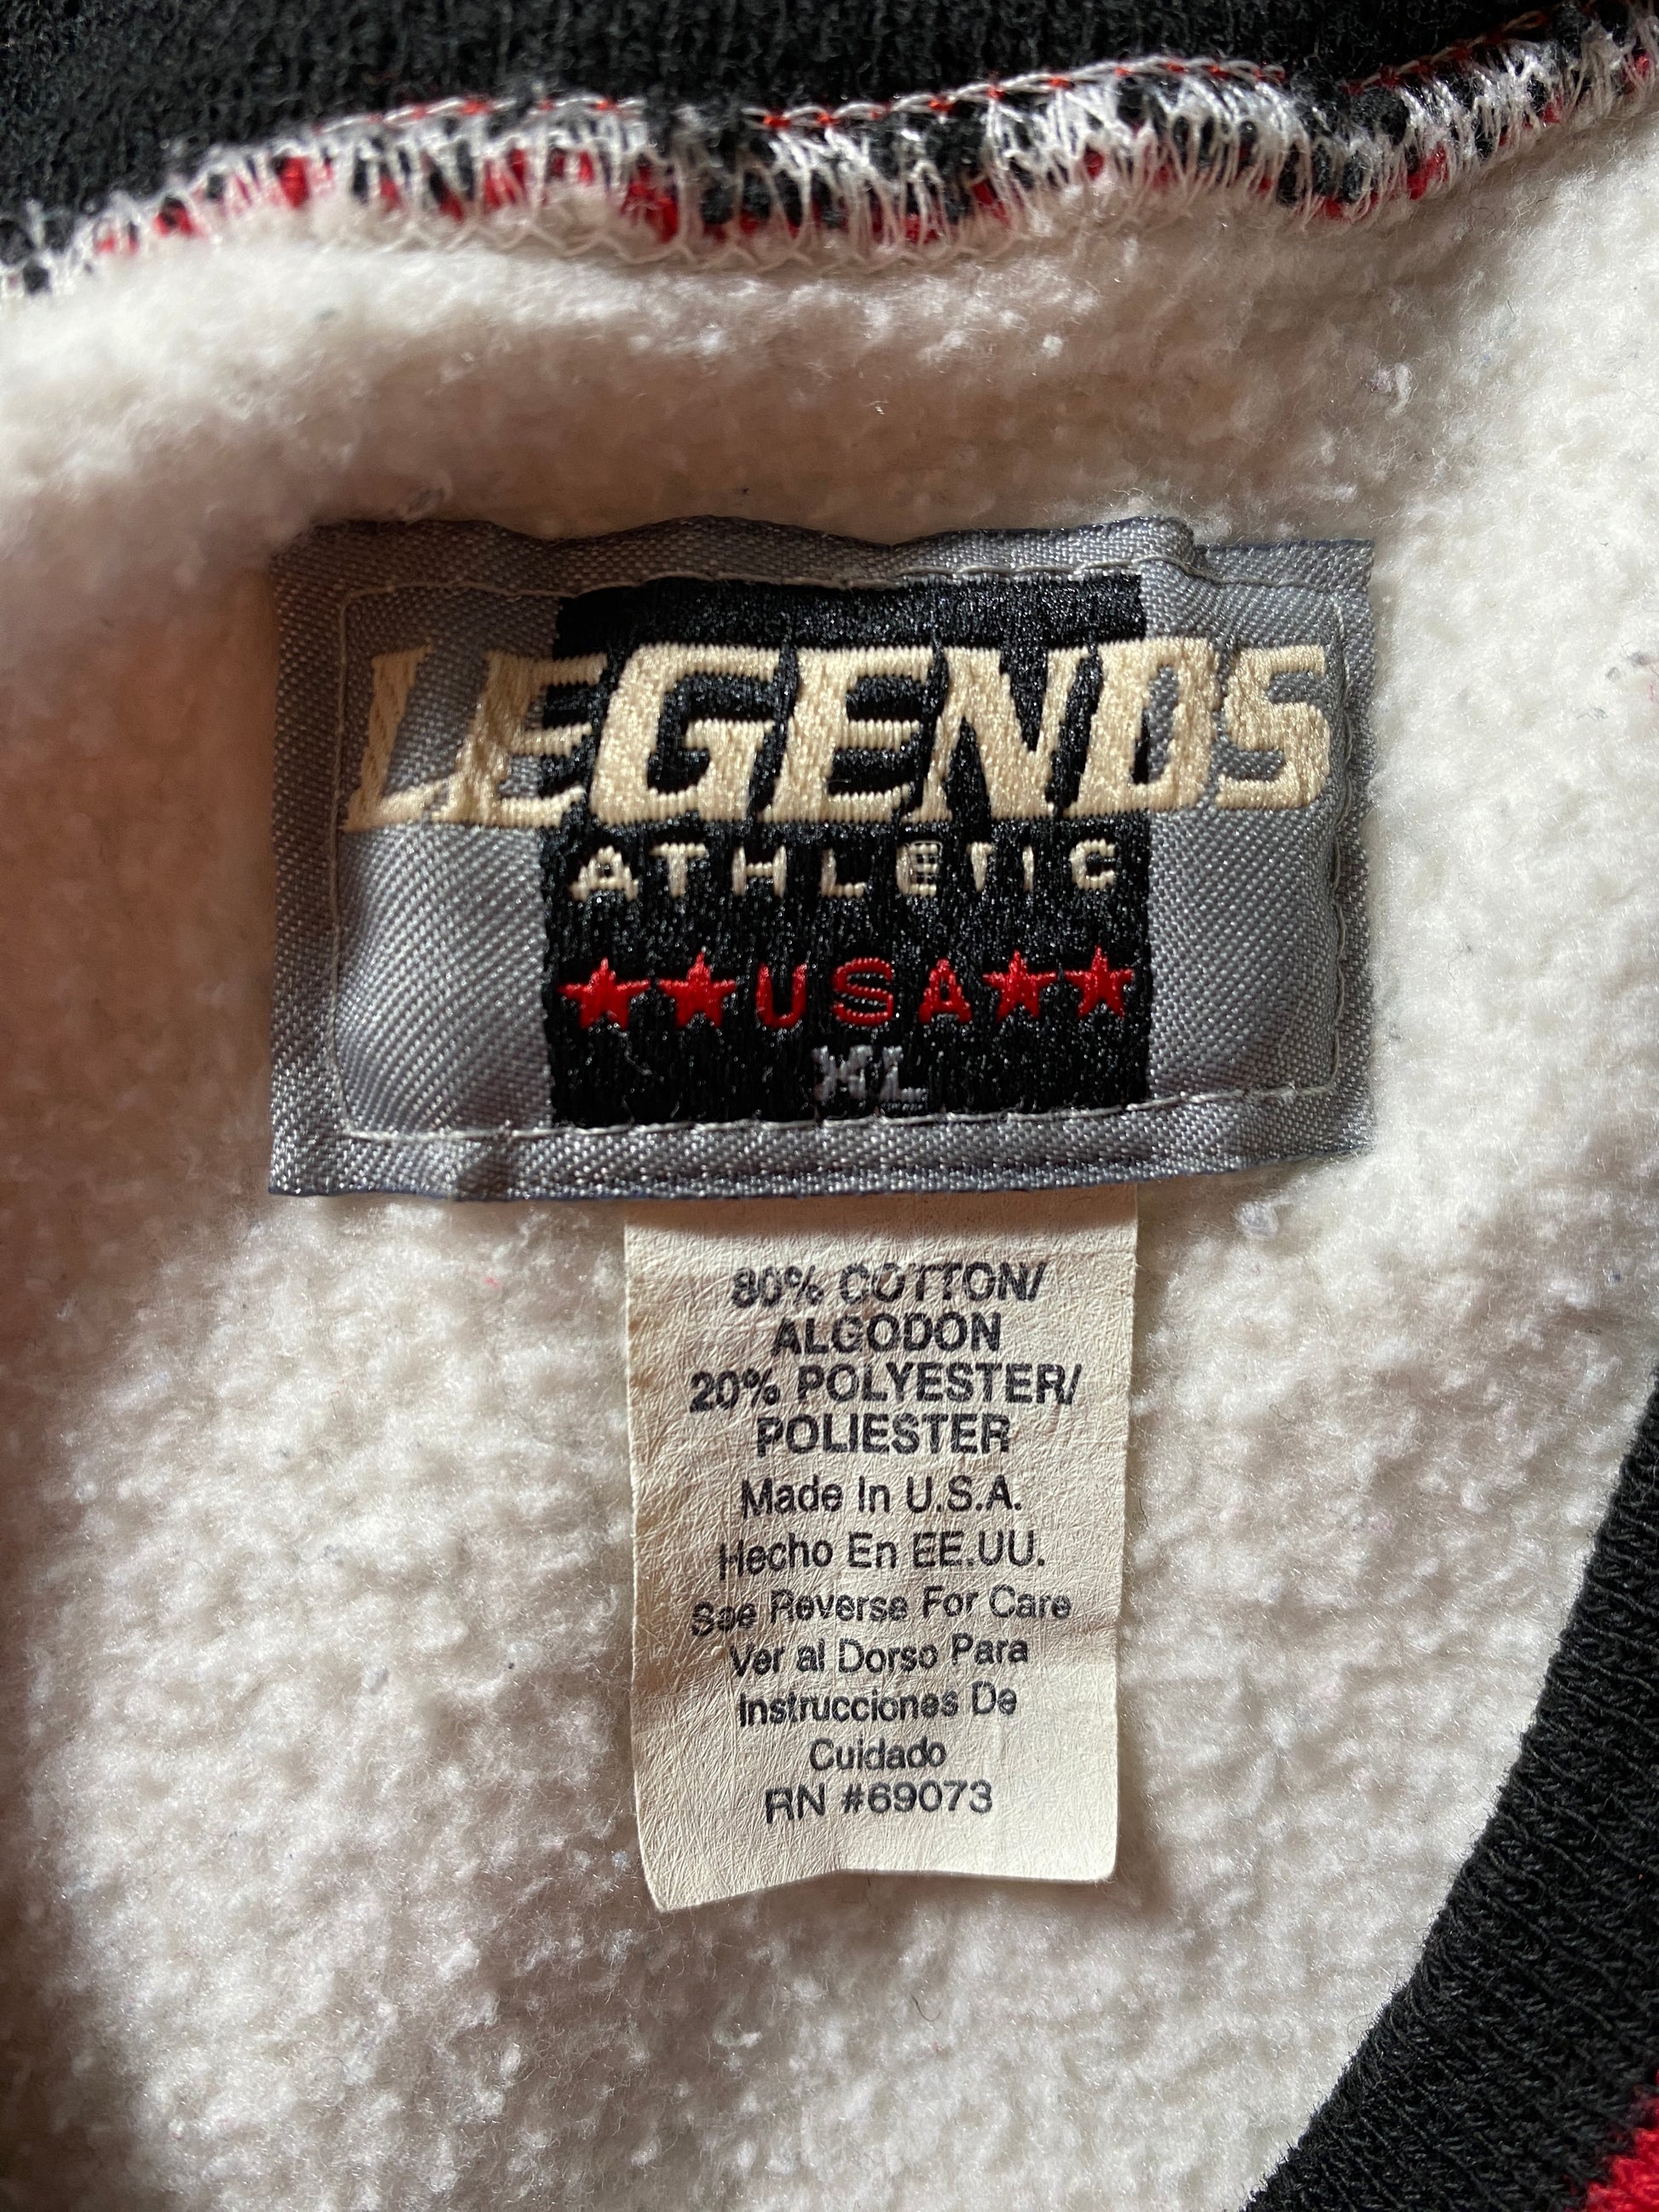 LEGENDS
ATHLETIC
★★USA★★
XL
80% COTTON/
ALGODON
20% POLYESTER/
POLIESTER
Made In U.S.A.
Hecho En EE.UU.
See Reverse For Care
Ver al Dorso Para
Instrucciones De
Cuidado
RN #69073